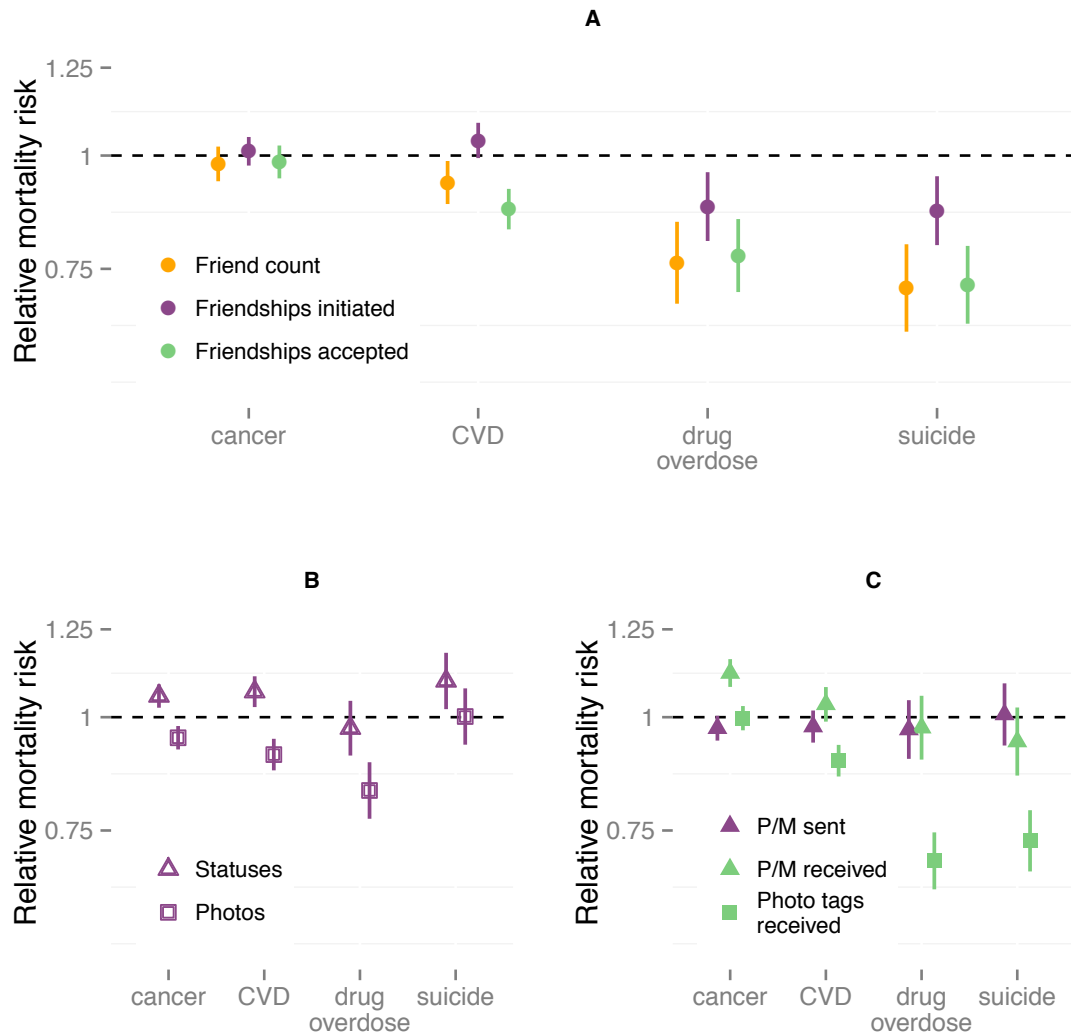 A
Relative mortality risk
1.25
1
0.75
Friend count
Friendships initiated
Friendships accepted
cancer
CVD
drug
overdose
suicide
B
Relative mortality risk
1.25
1
0.75
Statuses
Photos
cancer
CVD
drug
overdose
suicide
C
Relative mortality risk
1.25
1
0.75
P/M sent
P/M received
Photo tags
received
cancer
CVD
drug
overdose
suicide